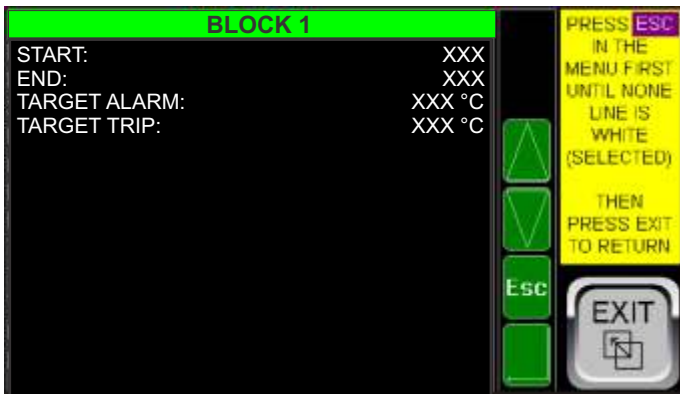 BLOCK 1
START: XXX
END: XXX
TARGET ALARM: XXX °C
TARGET TRIP: XXX °C
Esc
PRESS ESC
IN THE
MENU FIRST
UNTIL NONE
LINE IS
WHITE
(SELECTED)
THEN
PRESS EXIT
TO RETURN
EXIT